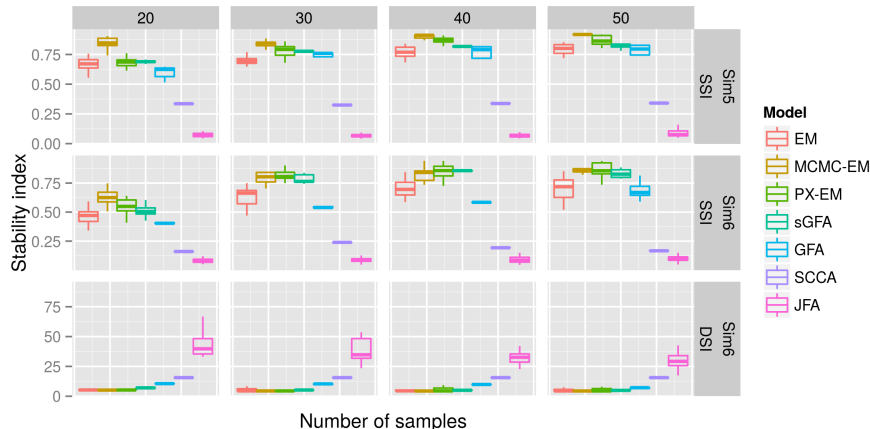 20 30 40 50
Stability index
0.75
0.50
0.25
0.00
Sim5
SSI
0.75
0.50
0.25
Sim6
SSI
75
50
25
0
Sim6
DSI
Number of samples
Model
EM
MCMC-EM
PX-EM
sGFA
GFA
SCCA
JFA